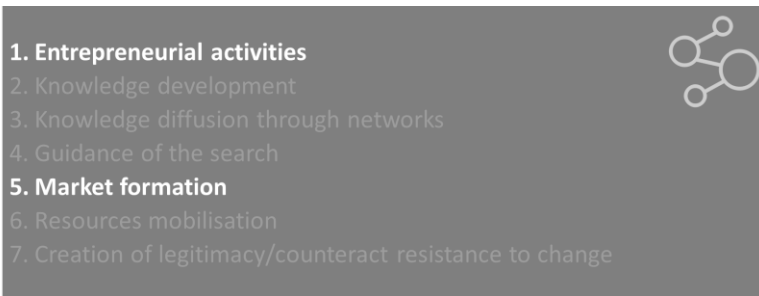 1. Entrepreneurial activities
2. Knowledge development
3. Knowledge diffusion through networks
4. Guidance of the search
5. Market formation
6. Resources mobilisation
7. Creation of legitimacy/counteract resistance to change